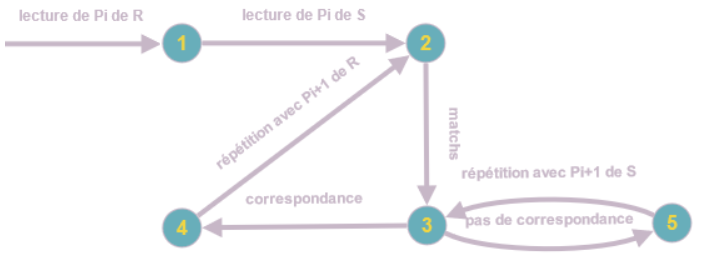 lecture de Pi de R
lecture de Pi de S
1
2
répétition avec Pi+1 de R
matchs
répétition avec Pi+1 de S
correspondance
pas de correspondance
4
3
5